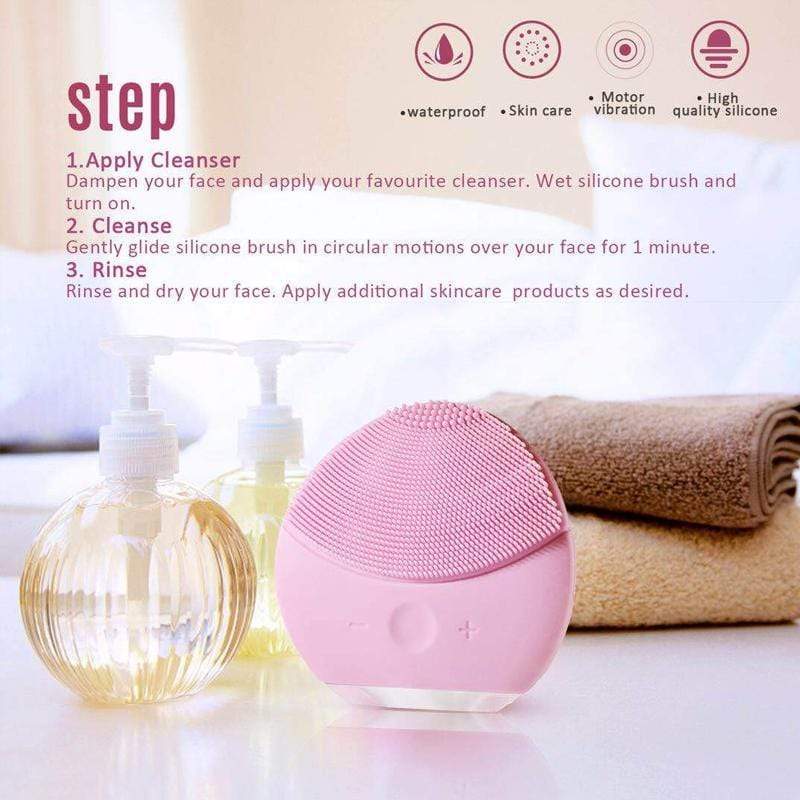 •waterproof
•Skin care
• Motor
vibration
• High
quality silicone
step
1.Apply Cleanser
Dampen your face and apply your favourite cleanser. Wet silicone brush and
turn on.
2. Cleanse
Gently glide silicone brush in circular motions over your face for 1 minute.
3. Rinse
Rinse and dry your face. Apply additional skincare products as desired.
− +